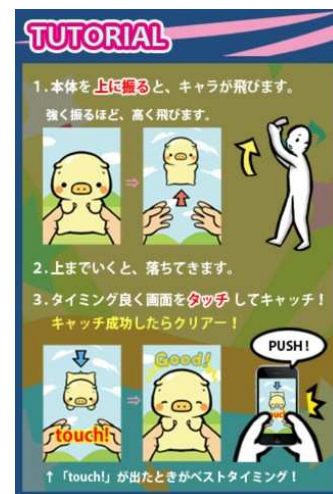 TUTORIAL
1.本体を上に振ると、キャラが飛びます。
強く振るほど、高く飛びます。
2.上までいくと、落ちてきます。
3.タイミング良く画面をタッチしてキャッチ！
キャッチ成功したらクリアー！
PUSH!
Good!
touch!
touch!
↑「touch!」が出たときがベストタイミング！